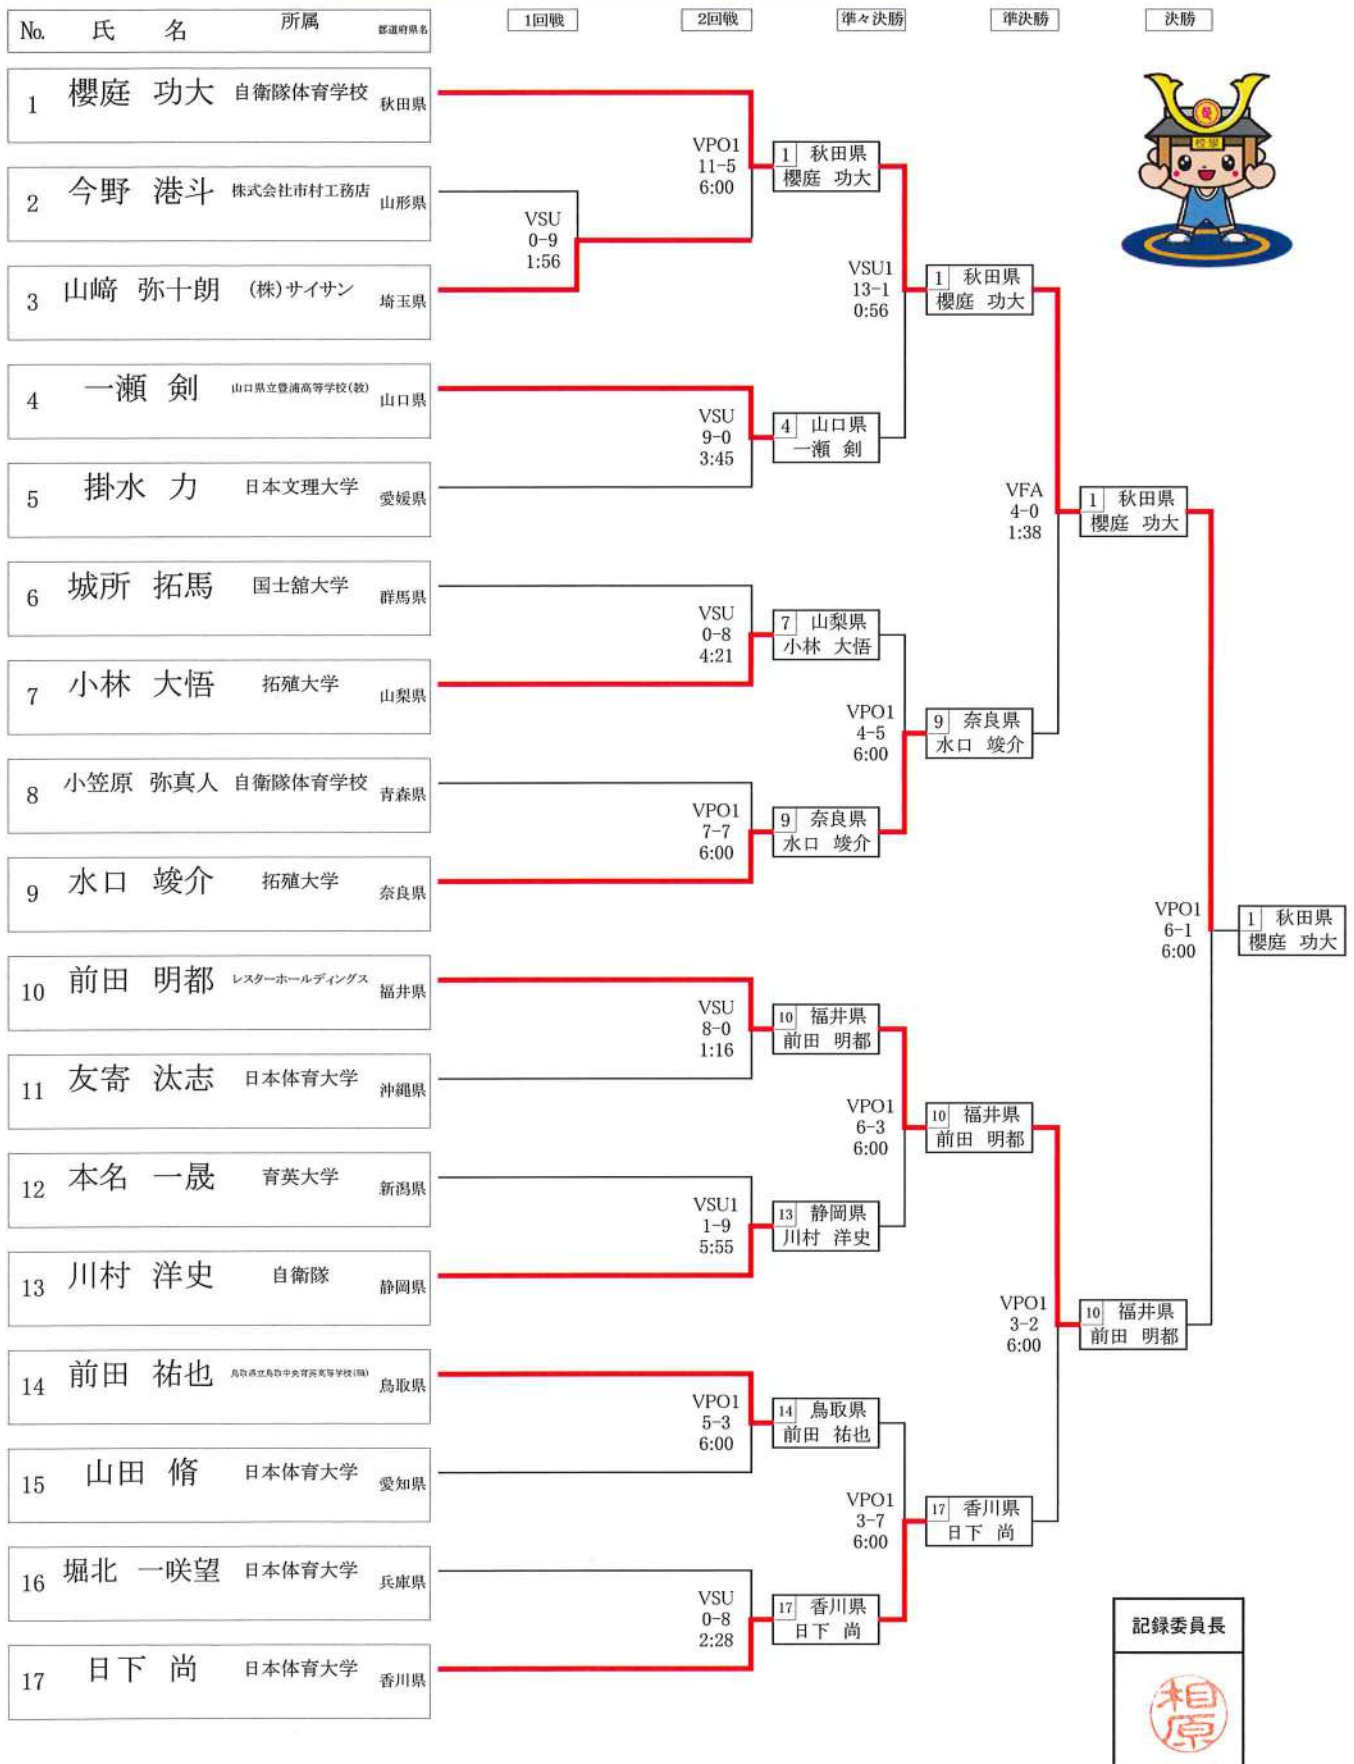 No. 氏 名 所属 都道府県名 1回戦 2回戦 準々決勝 準決勝 決勝
1 櫻庭 功大 自衛隊体育学校 秋田県
2 今野 港斗 株式会社市村工務店 山形県
3 山﨑 弥十朗 (株)サイサン 埼玉県
4 一瀬 剣 山口県立豊浦高等学校(教) 山口県
5 掛水 力 日本文理大学 愛媛県
6 城所 拓馬 国士舘大学 群馬県
7 小林 大悟 拓殖大学 山梨県
8 小笠原 弥真人 自衛隊体育学校 青森県
9 水口 竣介 拓殖大学 奈良県
10 前田 明都 レスターホールディングス 福井県
11 友寄 汰志 日本体育大学 沖縄県
12 本名 一晟 育英大学 新潟県
13 川村 洋史 自衛隊 静岡県
14 前田 祐也 鳥取県
15 山田 脩 日本体育大学 愛知県
16 堀北 一咲望 日本体育大学 兵庫県
17 日下 尚 日本体育大学 香川県
VSU
0-9
1:56
VPO1
11-5
6:00
VSU
9-0
3:45
VSU
0-8
4:21
VPO1
7-7
6:00
VSU
8-0
1:16
VSU1
1-9
5:55
VPO1
5-3
6:00
VSU
0-8
2:28
1 秋田県
櫻庭 功大
4 山口県
一瀬 剣
7 山梨県
小林 大悟
9 奈良県
水口 竣介
10 福井県
前田 明都
13 静岡県
川村 洋史
14 鳥取県
前田 祐也
17 香川県
日下 尚
VSU1
13-1
0:56
VPO1
4-5
6:00
VPO1
6-3
6:00
VPO1
3-7
6:00
1 秋田県
櫻庭 功大
9 奈良県
水口 竣介
10 福井県
前田 明都
17 香川県
日下 尚
VFA
4-0
1:38
VPO1
3-2
6:00
1 秋田県
櫻庭 功大
10 福井県
前田 明都
VPO1
6-1
6:00
1 秋田県
櫻庭 功大
記録委員長
相原